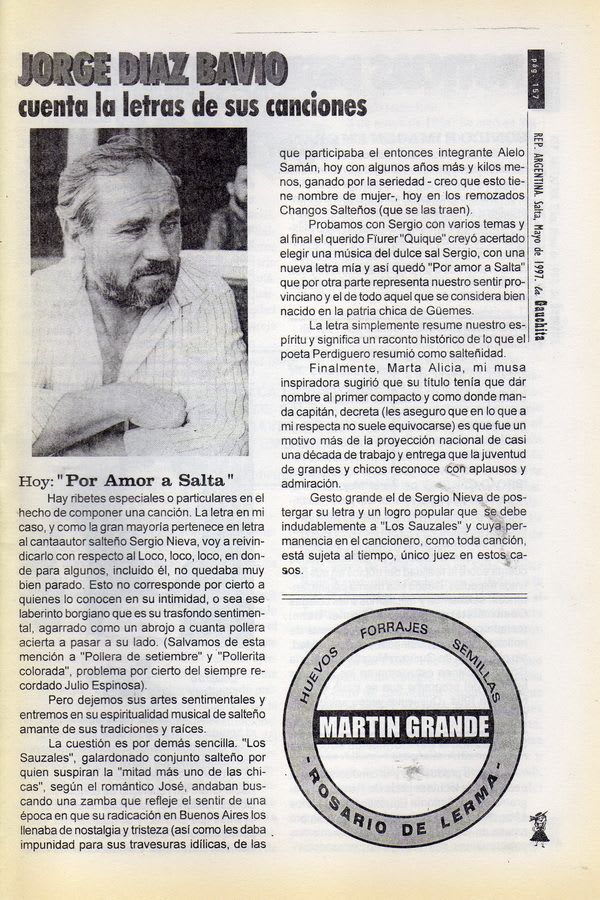 JORGE DIAZ BAVIO
cuenta la letras de sus canciones
Hoy: "Por Amor a Salta"
Hay ribetes especiales o particulares en el
hecho de componer una canción. La letra en mi
caso, y como la gran mayoría pertenece en letra
al cantaautor salteño Sergio Nieva, voy a reivin-
dicarlo con respecto al Loco, loco, loco, en don-
de para algunos, incluido él, no quedaba muy
bien parado. Esto no corresponde por cierto a
quienes lo conocen en su intimidad, o sea ese
laberinto borgiano que es su trasfondo sentimen-
tal, agarrado como un abrojo a cuanta pollera
acierta a pasar a su lado. (Salvamos de esta
mención a "Pollera de setiembre" y "Pollerita
colorada", problema por cierto del siempre re-
cordado Julio Espinosa).
Pero dejemos sus artes sentimentales y
entremos en su espiritualidad musical de salteño
amante de sus tradiciones y raíces.
La cuestión es por demás sencilla. "Los
Sauzales", galardonado conjunto salteño por
quien suspiran la "mitad más uno de las chi-
cas", según el romántico José, andaban bus-
cando una zamba que refleje el sentir de una
época en que su radicación en Buenos Aires los
llenaba de nostalgia y tristeza (así como les daba
impunidad para sus travesuras idílicas, de las
que participaba el entonces integrante Alelo
Samán, hoy con algunos años más y kilos me-
nos, ganado por la seriedad - creo que esto tie-
ne nombre de mujer-, hoy en los remozados
Changos Salteños (que se las traen).
Probamos con Sergio con varios temas y
al final el querido Fïurer "Quique" creyó acertado
elegir una música del dulce sal Sergio, con una
nueva letra mía y así quedó "Por amor a Salta"
que por otra parte representa nuestro sentir pro-
vinciano y el de todo aquel que se considera bien
nacido en la patria chica de Güemes.
La letra simplemente resume nuestro es-
píritu y significa un raconto histórico de lo que el
poeta Perdiguero resumió como salteñidad.
Finalmente, Marta Alicia, mi musa
inspiradora sugirió que su título tenía que dar
nombre al primer compacto y como donde man-
da capitán, decreta (les aseguro que en lo que a
mi respecta no suele equivocarse) es que fue un
motivo más de la proyección nacional de casi
una década de trabajo y entrega que la juventud
de grandes y chicos reconoce con aplausos y
admiración.
Gesto grande el de Sergio Nieva de pos-
tergar su letra y un logro popular que se debe
indudablemente a "Los Sauzales" y cuya per-
manencia en el cancionero, como toda canción,
está sujeta al tiempo, único juez en estos ca-
sos.
HUEVOS FORRAJES SEMILLAS
MARTIN GRANDE
- ROSARIO DE LERMA -
pág. 157
REP. ARGENTINA. Salta, Mayo de 1997. La Gauchita